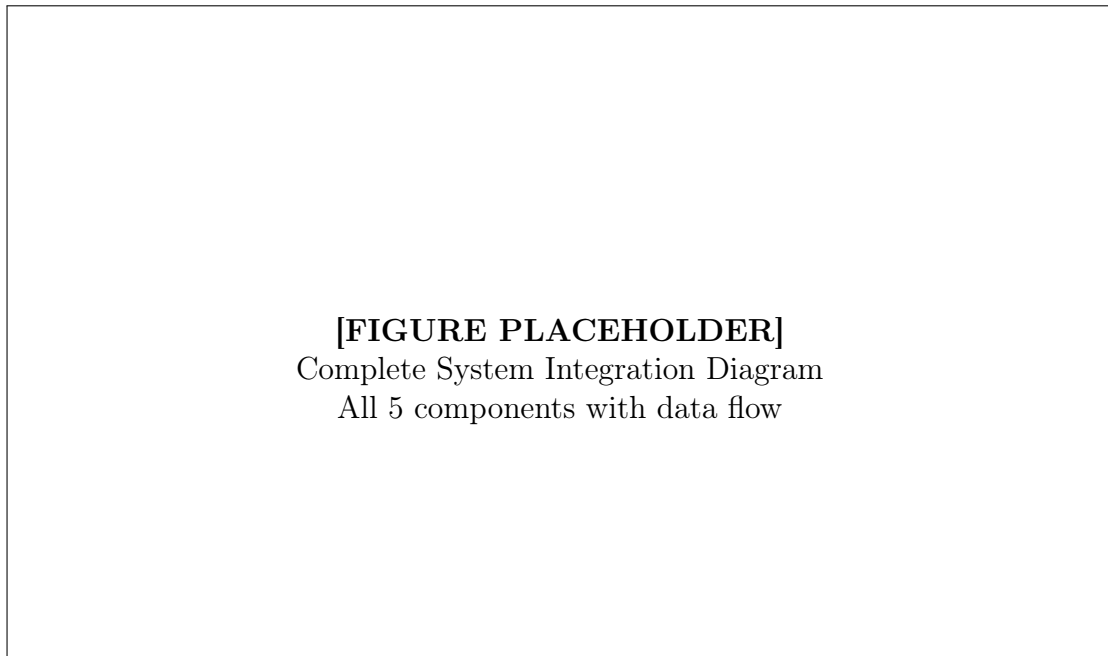 [FIGURE PLACEHOLDER]
Complete System Integration Diagram
All 5 components with data flow